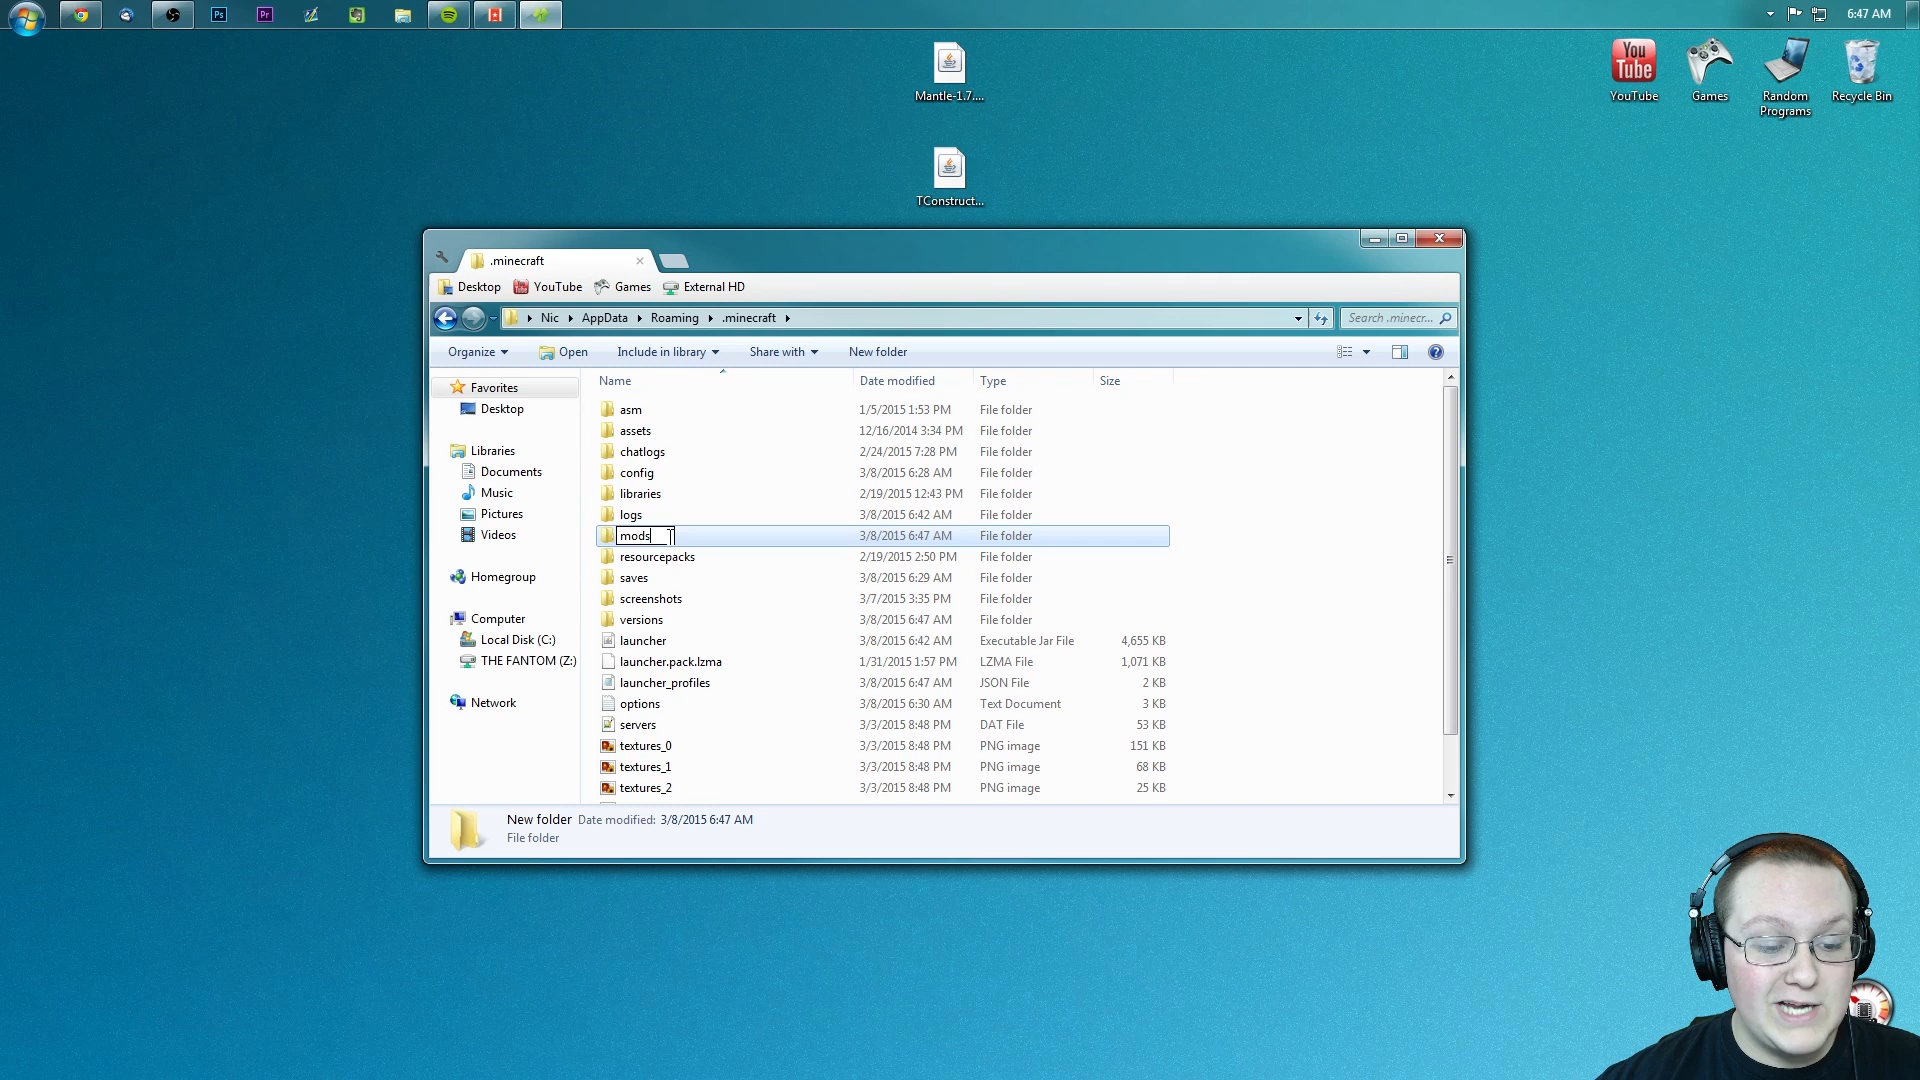 Ps
Pr
6:47 AM
Mantle-1.7....
TConstruct...
You
Tube
YouTube
Games
Random
Programs
Recycle Bin
.minecraft
Desktop
YouTube
Games
External HD
Nic
AppData
Roaming
.minecraft
Search .minecr...
Organize
Open
Include in library
Share with
New folder
Favorites
Desktop
Libraries
Documents
Music
Pictures
Videos
Homegroup
Computer
Local Disk (C:)
THE FANTOM (Z:)
Network
Name Date modified Type Size
asm 1/5/2015 1:53 PM File folder
assets 12/16/2014 3:34 PM File folder
chatlogs 2/24/2015 7:28 PM File folder
config 3/8/2015 6:28 AM File folder
libraries 2/19/2015 12:43 PM File folder
logs 3/8/2015 6:42 AM File folder
mods 3/8/2015 6:47 AM File folder
resourcepacks 2/19/2015 2:50 PM File folder
saves 3/8/2015 6:29 AM File folder
screenshots 3/7/2015 3:35 PM File folder
versions 3/8/2015 6:47 AM File folder
launcher 3/8/2015 6:42 AM Executable Jar File 4,655 KB
launcher.pack.lzma 1/31/2015 1:57 PM LZMA File 1,071 KB
launcher_profiles 3/8/2015 6:47 AM JSON File 2 KB
options 3/8/2015 6:30 AM Text Document 3 KB
servers 3/3/2015 8:48 PM DAT File 53 KB
textures_0 3/3/2015 8:48 PM PNG image 151 KB
textures_1 3/3/2015 8:48 PM PNG image 68 KB
textures_2 3/3/2015 8:48 PM PNG image 25 KB
New folder Date modified: 3/8/2015 6:47 AM
File folder